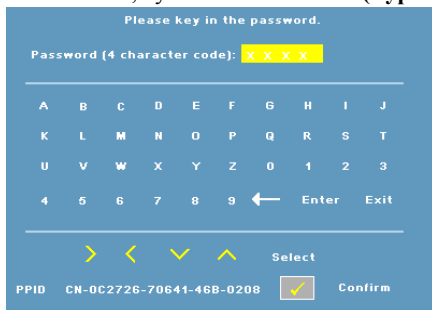 Please key in the password.
Password (4 character code): X X X X
A B C D E F G H I J
K L M N O P Q R S T
U V W X Y Z 0 1 2 3
4 5 6 7 8 9 ← Enter Exit
> < ∨ ∧ Select
PPID CN-0C2726-70641-46B-0208 ✓ Confirm